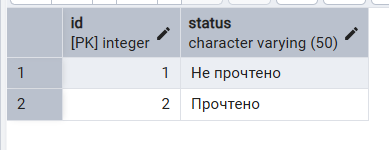 id
[PK] integer
status
character varying (50)
1 1 Не прочтено
2 2 Прочтено